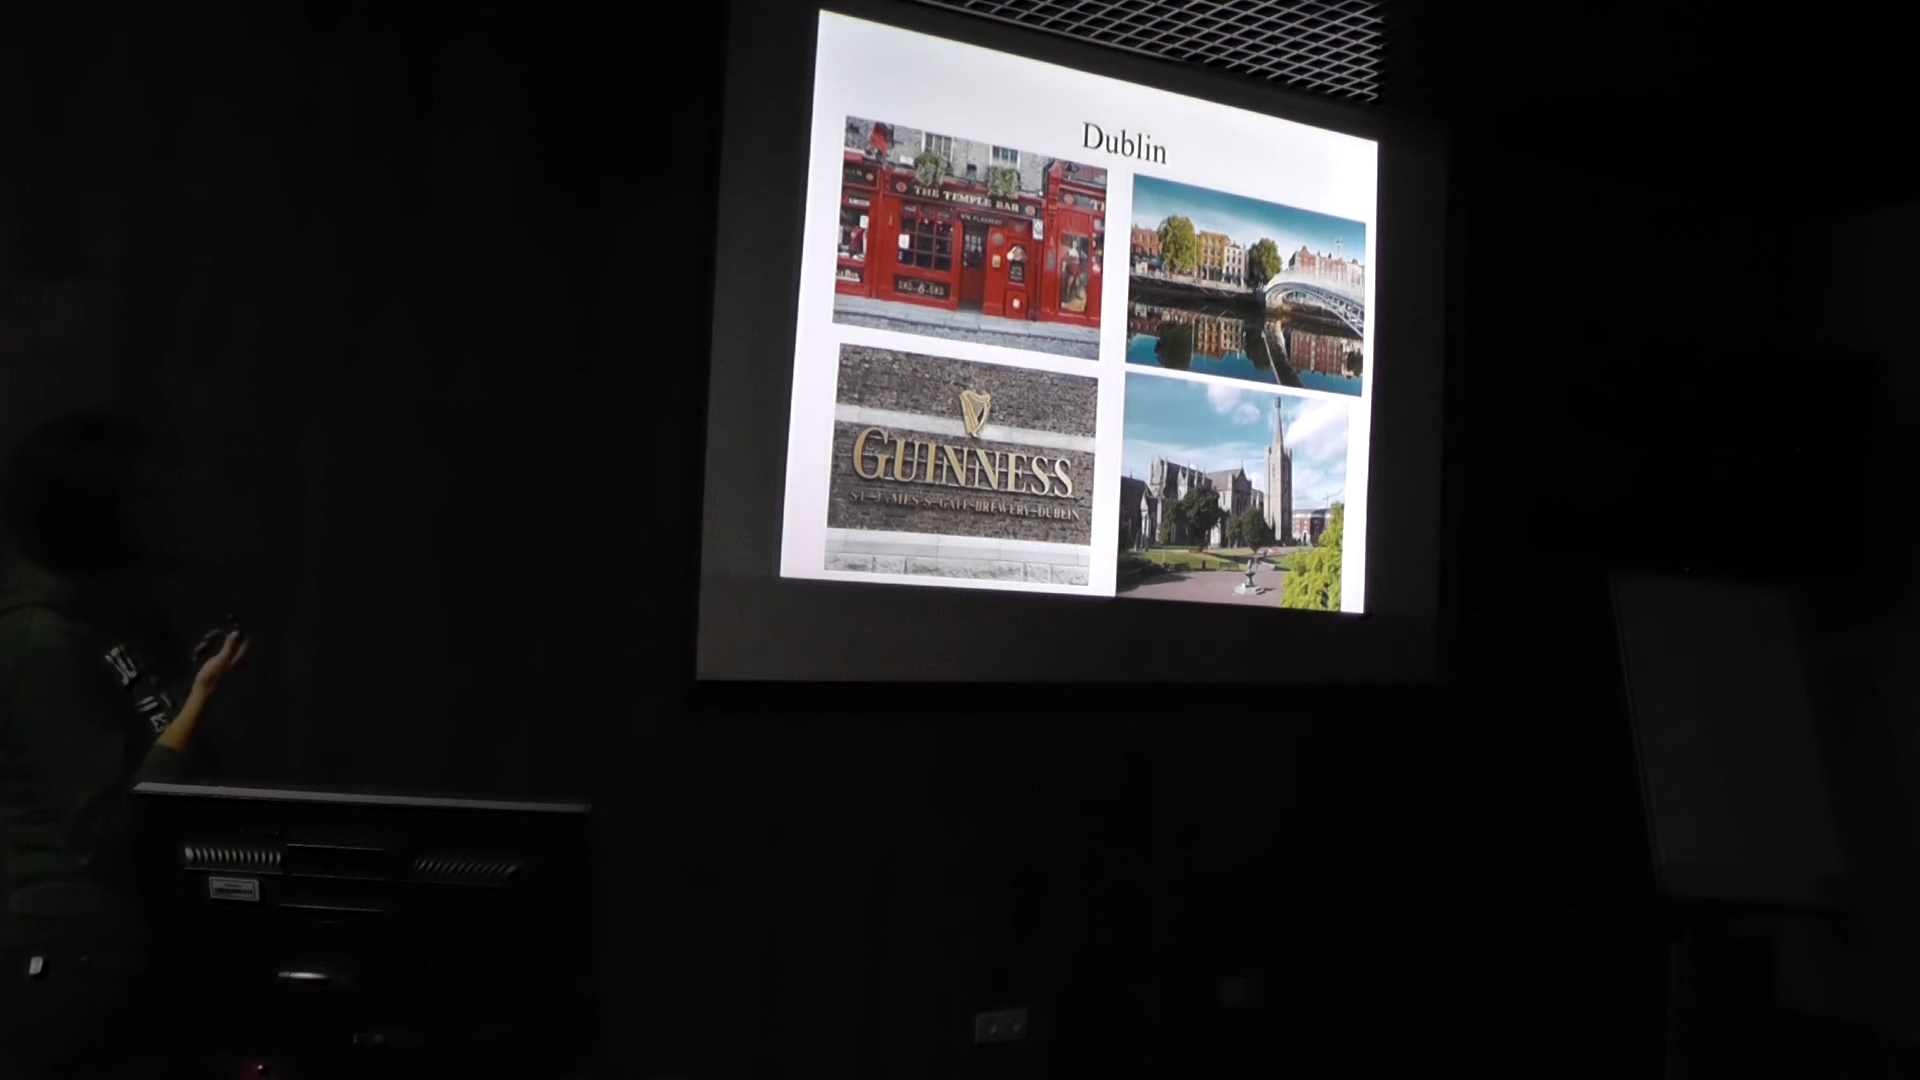 Dublin
THE TEMPLE BAR
GUINNESS
ST. JAMES'S GATE BREWERY DUBLIN